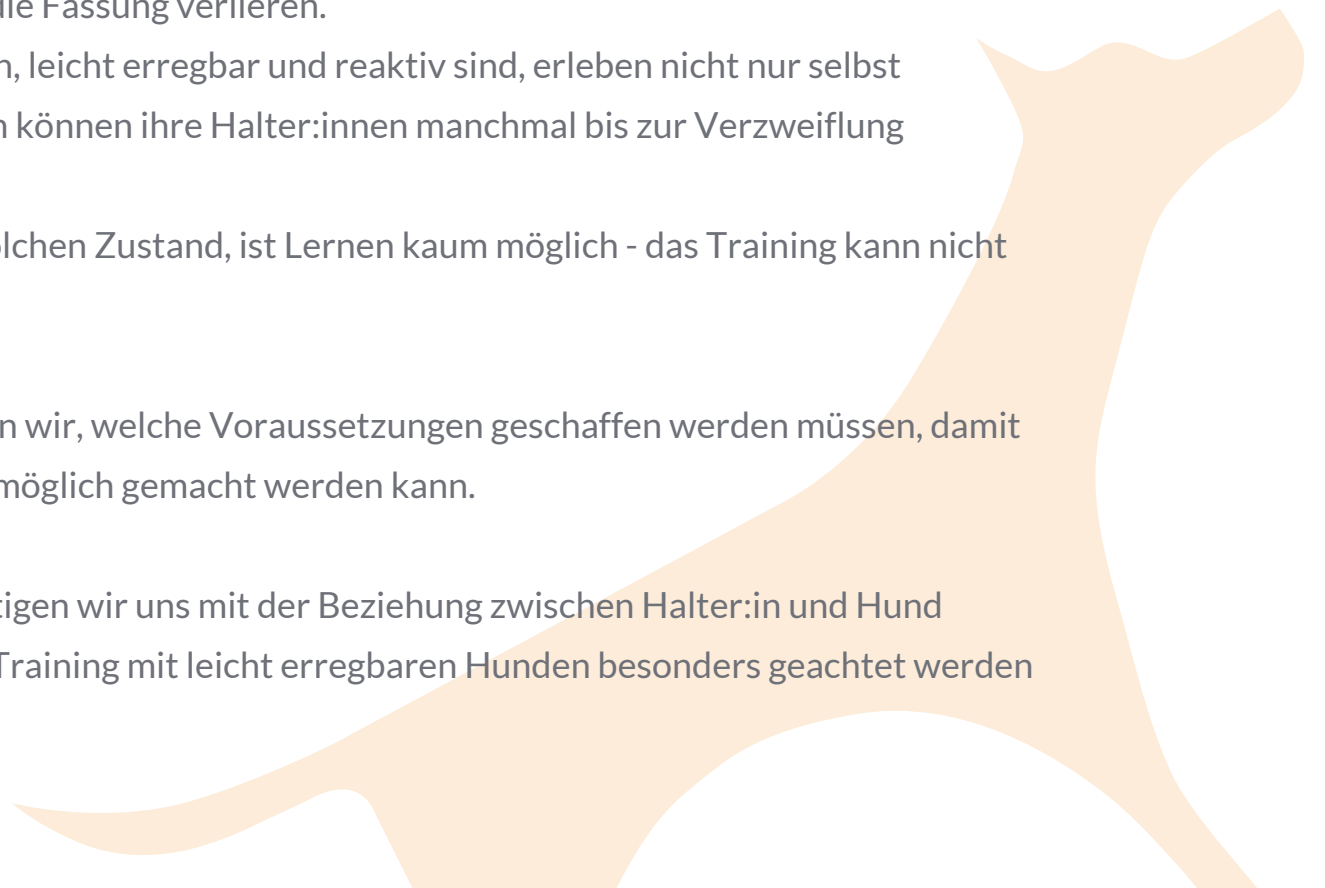 die Fassung verlieren.
n, leicht erregbar und reaktiv sind, erleben nicht nur selbst
n können ihre Halter:innen manchmal bis zur Verzweiflung
olchen Zustand, ist Lernen kaum möglich - das Training kann nicht
n wir, welche Voraussetzungen geschaffen werden müssen, damit
möglich gemacht werden kann.
tigen wir uns mit der Beziehung zwischen Halter:in und Hund
Training mit leicht erregbaren Hunden besonders geachtet werden